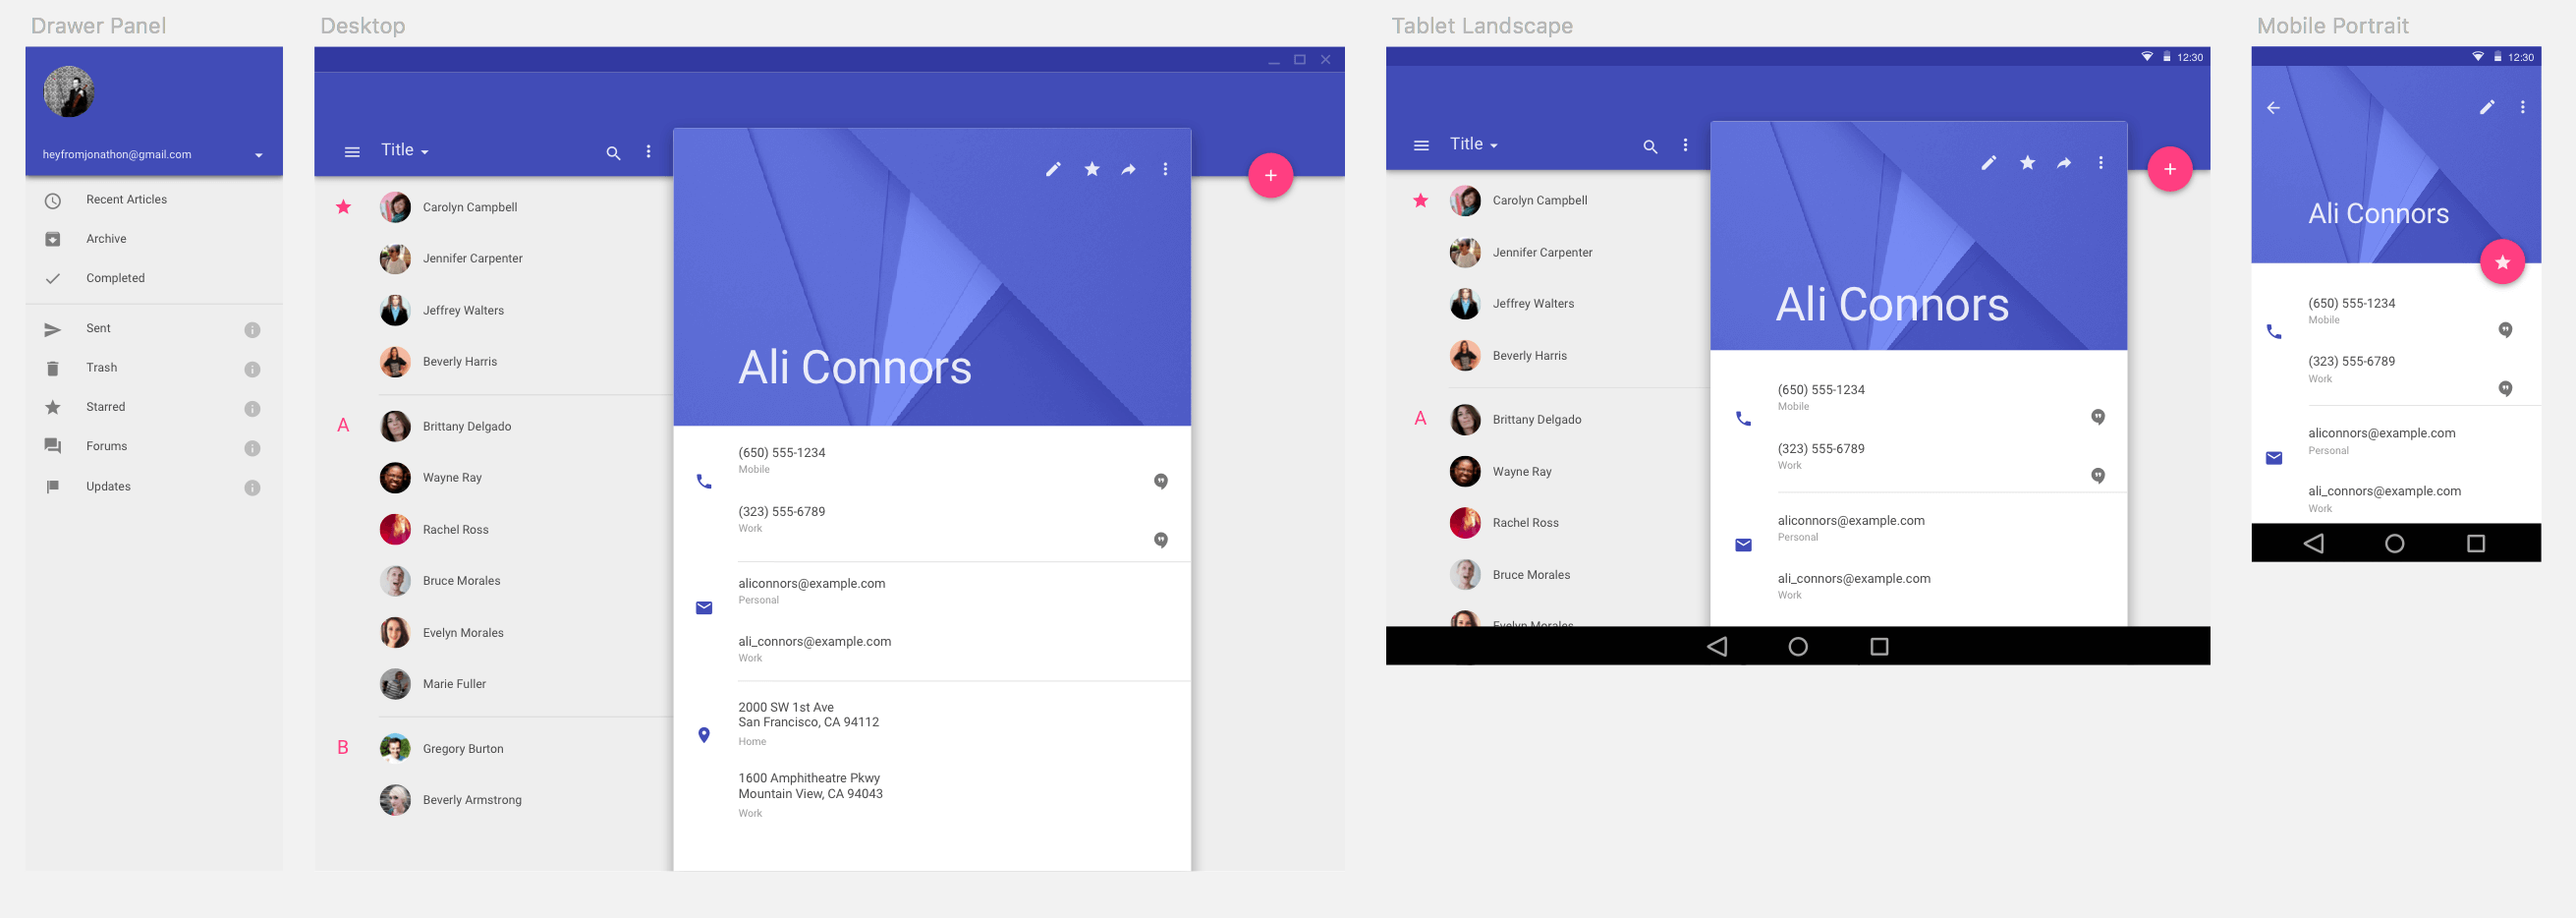 Drawer Panel
heyfromjonathon@gmail.com
Recent Articles
Archive
Completed
Sent
Trash
Starred
Forums
Updates
Desktop
Title
Carolyn Campbell
Jennifer Carpenter
Jeffrey Walters
Beverly Harris
A
Brittany Delgado
Wayne Ray
Rachel Ross
Bruce Morales
Evelyn Morales
Marie Fuller
B
Gregory Burton
Beverly Armstrong
Ali Connors
(650) 555-1234
Mobile
(323) 555-6789
Work
aliconnors@example.com
Personal
ali_connors@example.com
Work
2000 SW 1st Ave
San Francisco, CA 94112
Home
1600 Amphitheatre Pkwy
Mountain View, CA 94043
Work
Tablet Landscape
12:30
Title
Carolyn Campbell
Jennifer Carpenter
Jeffrey Walters
Beverly Harris
A
Brittany Delgado
Wayne Ray
Rachel Ross
Bruce Morales
Evelyn Morales
Ali Connors
(650) 555-1234
Mobile
(323) 555-6789
Work
aliconnors@example.com
Personal
ali_connors@example.com
Work
Mobile Portrait
12:30
Ali Connors
(650) 555-1234
Mobile
(323) 555-6789
Work
aliconnors@example.com
Personal
ali_connors@example.com
Work